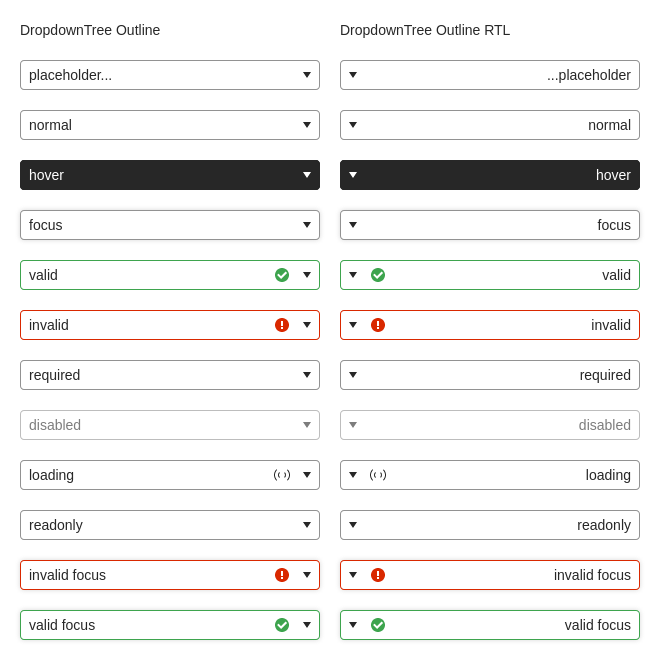 DropdownTree Outline
placeholder...
normal
hover
focus
valid
invalid
required
disabled
loading
readonly
invalid focus
valid focus
DropdownTree Outline RTL
...placeholder
normal
hover
focus
valid
invalid
required
disabled
loading
readonly
invalid focus
valid focus